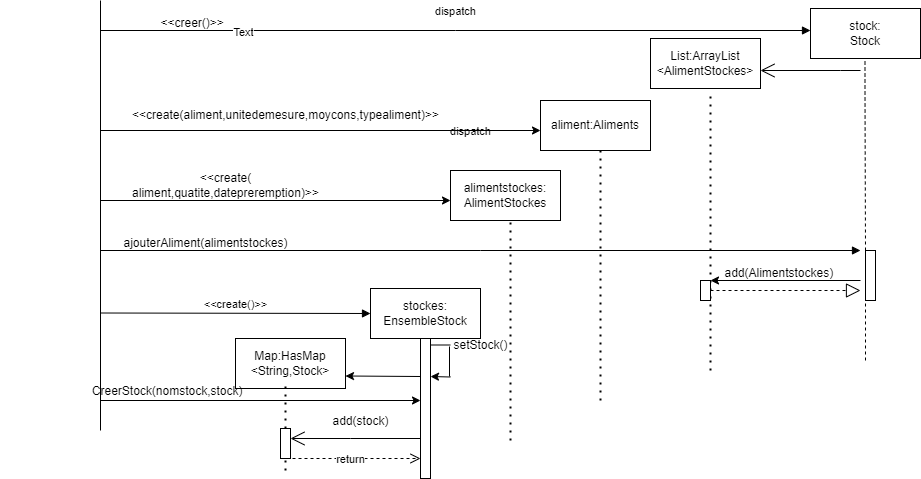 dispatch
<<creer()>>
Text
stock:
Stock
List:ArrayList
<AlimentStockes>
<<create(aliment,unitedemesure,moycons,typealiment)>>
dispatch
aliment:Aliments
<<create(
aliment,quatite,datepreremption)>>
alimentstockes:
AlimentStockes
ajouterAliment(alimentstockes)
add(Alimentstockes)
<<create()>>
stockes:
EnsembleStock
setStock()
Map:HasMap
<String,Stock>
CreerStock(nomstock,stock)
add(stock)
return